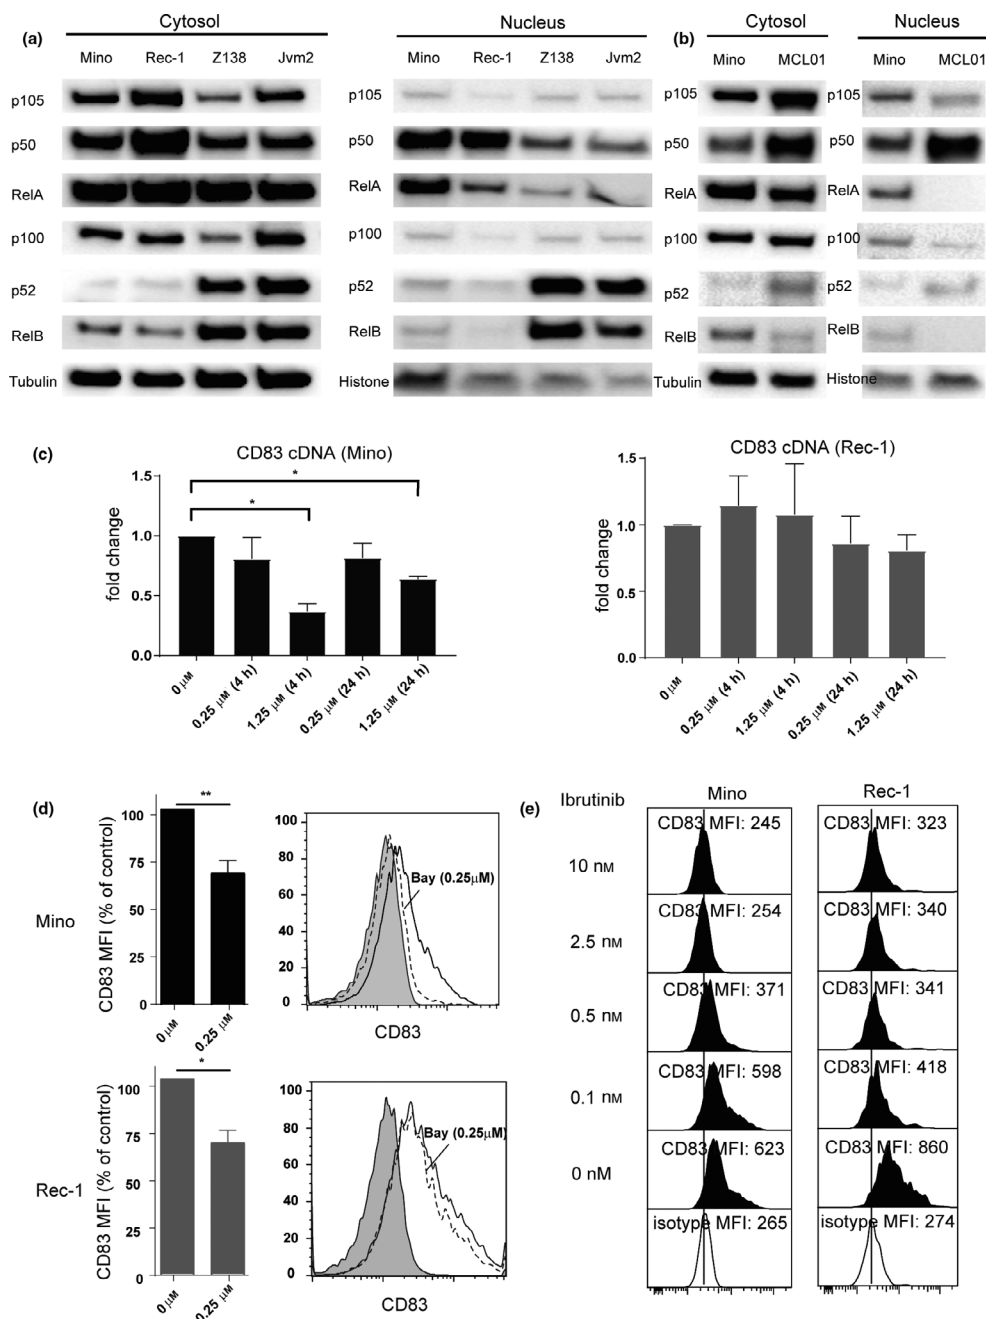 (a)
Cytosol
Mino Rec-1 Z138 Jvm2
p105
p50
RelA
p100
p52
RelB
Tubulin
Nucleus
Mino Rec-1 Z138 Jvm2
p105
p50
RelA
p100
p52
RelB
Histone
(b)
Cytosol
Mino MCL01
p105
p50
RelA
p100
p52
RelB
Tubulin
Nucleus
Mino MCL01
p105
p50
RelA
p100
p52
RelB
Histone
(c)
CD83 cDNA (Mino)
fold change
1.5
1.0
0.5
0.0
*
*
0 µM
0.25 µM (4 h)
1.25 µM (4 h)
0.25 µM (24 h)
1.25 µM (24 h)
CD83 cDNA (Rec-1)
fold change
1.5
1.0
0.5
0.0
0 µM
0.25 µM (4 h)
1.25 µM (4 h)
0.25 µM (24 h)
1.25 µM (24 h)
(d)
Mino
CD83 MFI (% of control)
100
75
50
25
0
**
0 µM
0.25 µM
100
80
60
40
20
0
Bay (0.25µM)
CD83
Rec-1
CD83 MFI (% of control)
100
75
50
25
0
*
0 µM
0.25 µM
100
80
60
40
20
0
Bay (0.25µM)
CD83
(e)
Ibrutinib
Mino
Rec-1
10 nM
CD83 MFI: 245
CD83 MFI: 323
2.5 nM
CD83 MFI: 254
CD83 MFI: 340
0.5 nM
CD83 MFI: 371
CD83 MFI: 341
0.1 nM
CD83 MFI: 598
CD83 MFI: 418
0 nM
CD83 MFI: 623
CD83 MFI: 860
isotype MFI: 265
isotype MFI: 274